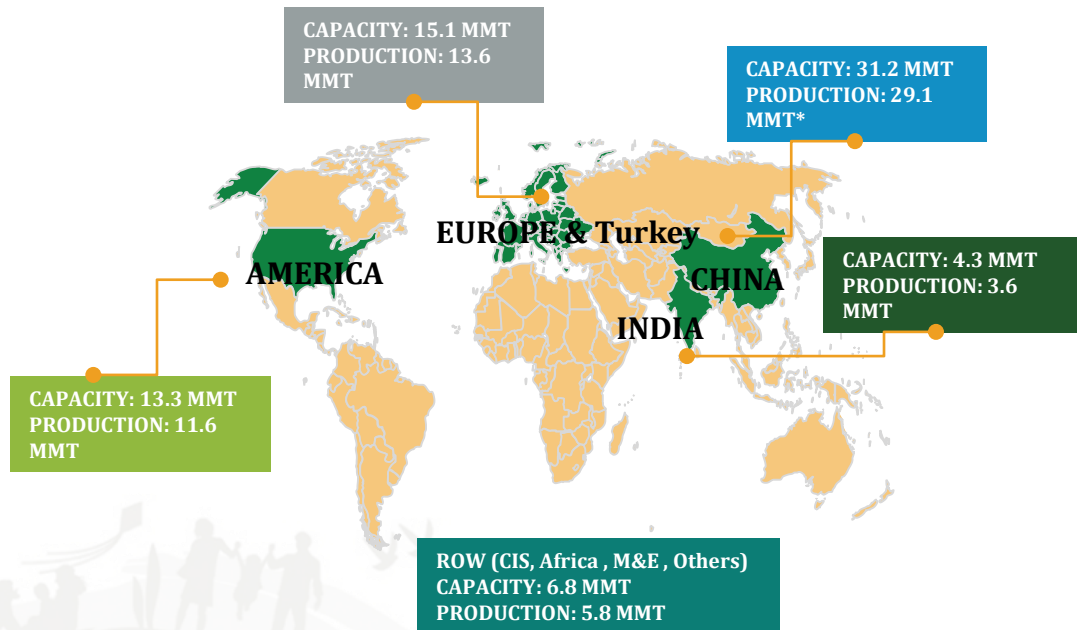 CAPACITY: 15.1 MMT
PRODUCTION: 13.6
MMT
CAPACITY: 31.2 MMT
PRODUCTION: 29.1
MMT*
EUROPE & Turkey
AMERICA
CHINA
CAPACITY: 4.3 MMT
PRODUCTION: 3.6
MMT
INDIA
CAPACITY: 13.3 MMT
PRODUCTION: 11.6
MMT
ROW (CIS, Africa , M&E , Others)
CAPACITY: 6.8 MMT
PRODUCTION: 5.8 MMT